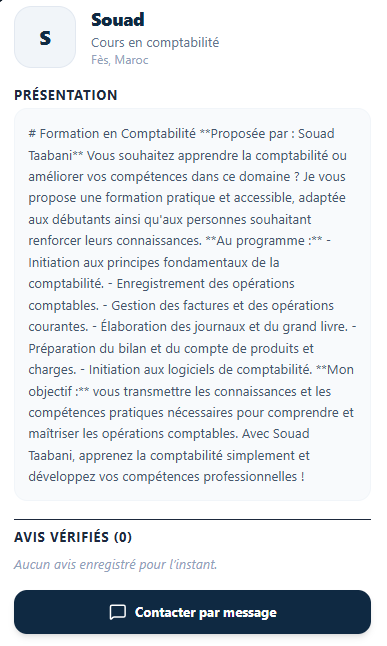 S
Souad
Cours en comptabilité
Fès, Maroc
PRÉSENTATION
# Formation en Comptabilité **Proposée par : Souad
Taabani** Vous souhaitez apprendre la comptabilité ou
améliorer vos compétences dans ce domaine ? Je vous
propose une formation pratique et accessible, adaptée
aux débutants ainsi qu'aux personnes souhaitant
renforcer leurs connaissances. **Au programme :** -
Initiation aux principes fondamentaux de la
comptabilité. - Enregistrement des opérations
comptables. - Gestion des factures et des opérations
courantes. - Élaboration des journaux et du grand livre. -
Préparation du bilan et du compte de produits et
charges. - Initiation aux logiciels de comptabilité. **Mon
objectif :** vous transmettre les connaissances et les
compétences pratiques nécessaires pour comprendre et
maîtriser les opérations comptables. Avec Souad
Taabani, apprenez la comptabilité simplement et
développez vos compétences professionnelles !
AVIS VÉRIFIÉS (0)
Aucun avis enregistré pour l'instant.
Contacter par message